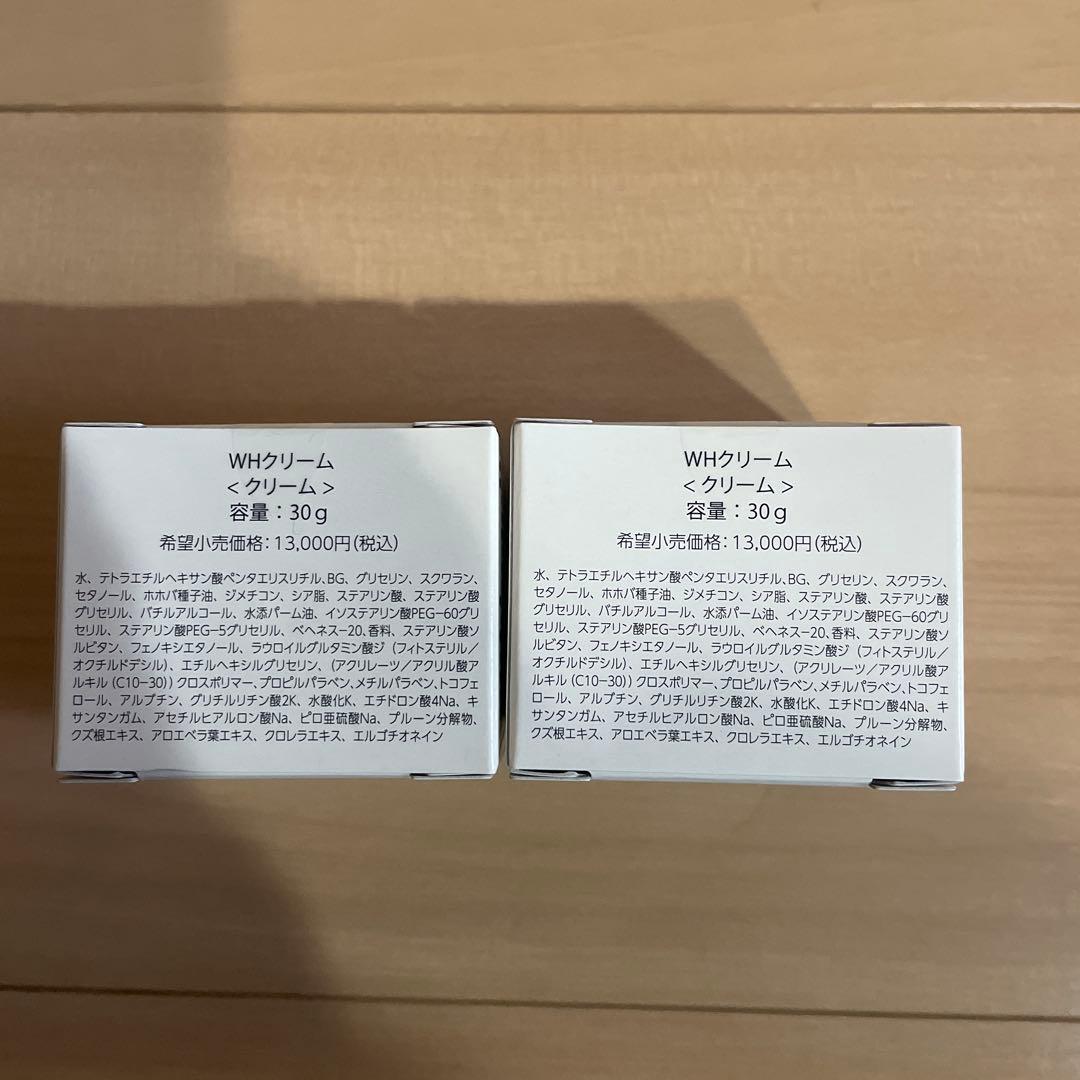 WHクリーム
<クリーム>
容量：30g
希望小売価格：13,000円(税込)
水、テトラエチルヘキサン酸ペンタエリスリチル、BG、グリセリン、スクワラン、
セタノール、ホホバ種子油、ジメチコン、シア脂、ステアリン酸、ステアリン酸
グリセリル、バチルアルコール、水添パーム油、イソステアリン酸PEG-60グリ
セリル、ステアリン酸PEG-5グリセリル、ベヘネス-20、香料、ステアリン酸ソ
ルビタン、フェノキシエタノール、ラウロイルグルタミン酸ジ（フィトステリル／
オクチルドデシル）、エチルヘキシルグリセリン、（アクリレーツ／アクリル酸ア
ルキル（C10-30））クロスポリマー、プロピルパラベン、メチルパラベン、トコフェ
ロール、アルブチン、グリチルリチン酸2K、水酸化K、エチドロン酸4Na、キ
サンタンガム、アセチルヒアルロン酸Na、ピロ亜硫酸Na、プルーン分解物、
クズ根エキス、アロエベラ葉エキス、クロレラエキス、エルゴチオネイン
WHクリーム
<クリーム>
容量：30g
希望小売価格：13,000円(税込)
水、テトラエチルヘキサン酸ペンタエリスリチル、BG、グリセリン、スクワラン、
セタノール、ホホバ種子油、ジメチコン、シア脂、ステアリン酸、ステアリン酸
グリセリル、バチルアルコール、水添パーム油、イソステアリン酸PEG-60グリ
セリル、ステアリン酸PEG-5グリセリル、ベヘネス-20、香料、ステアリン酸ソ
ルビタン、フェノキシエタノール、ラウロイルグルタミン酸ジ（フィトステリル／
オクチルドデシル）、エチルヘキシルグリセリン、（アクリレーツ／アクリル酸ア
ルキル（C10-30））クロスポリマー、プロピルパラベン、メチルパラベン、トコフェ
ロール、アルブチン、グリチルリチン酸2K、水酸化K、エチドロン酸4Na、キ
サンタンガム、アセチルヒアルロン酸Na、ピロ亜硫酸Na、プルーン分解物、
クズ根エキス、アロエベラ葉エキス、クロレラエキス、エルゴチオネイン